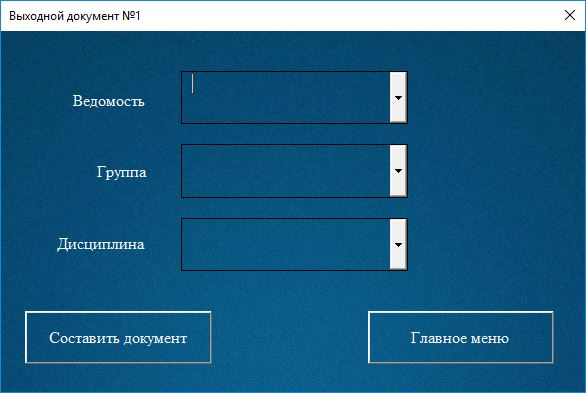 Выходной документ №1
Ведомость
Группа
Дисциплина
Составить документ
Главное меню